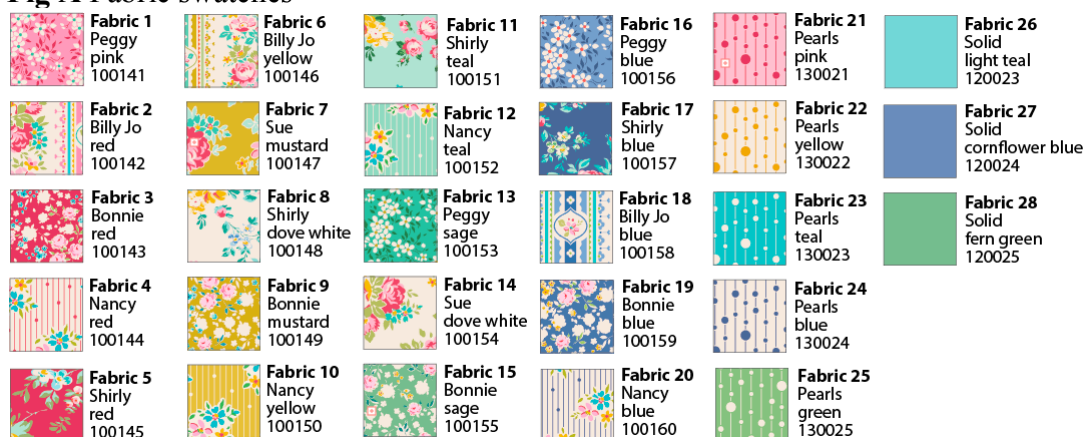 Fig A Fabric swatches
Fabric 1
Peggy
pink
100141
Fabric 2
Billy Jo
red
100142
Fabric 3
Bonnie
red
100143
Fabric 4
Nancy
red
100144
Fabric 5
Shirly
red
100145
Fabric 6
Billy Jo
yellow
100146
Fabric 7
Sue
mustard
100147
Fabric 8
Shirly
dove white
100148
Fabric 9
Bonnie
mustard
100149
Fabric 10
Nancy
yellow
100150
Fabric 11
Shirly
teal
100151
Fabric 12
Nancy
teal
100152
Fabric 13
Peggy
sage
100153
Fabric 14
Sue
dove white
100154
Fabric 15
Bonnie
sage
100155
Fabric 16
Peggy
blue
100156
Fabric 17
Shirly
blue
100157
Fabric 18
Billy Jo
blue
100158
Fabric 19
Bonnie
blue
100159
Fabric 20
Nancy
blue
100160
Fabric 21
Pearls
pink
130021
Fabric 22
Pearls
yellow
130022
Fabric 23
Pearls
teal
130023
Fabric 24
Pearls
blue
130024
Fabric 25
Pearls
green
130025
Fabric 26
Solid
light teal
120023
Fabric 27
Solid
cornflower blue
120024
Fabric 28
Solid
fern green
120025